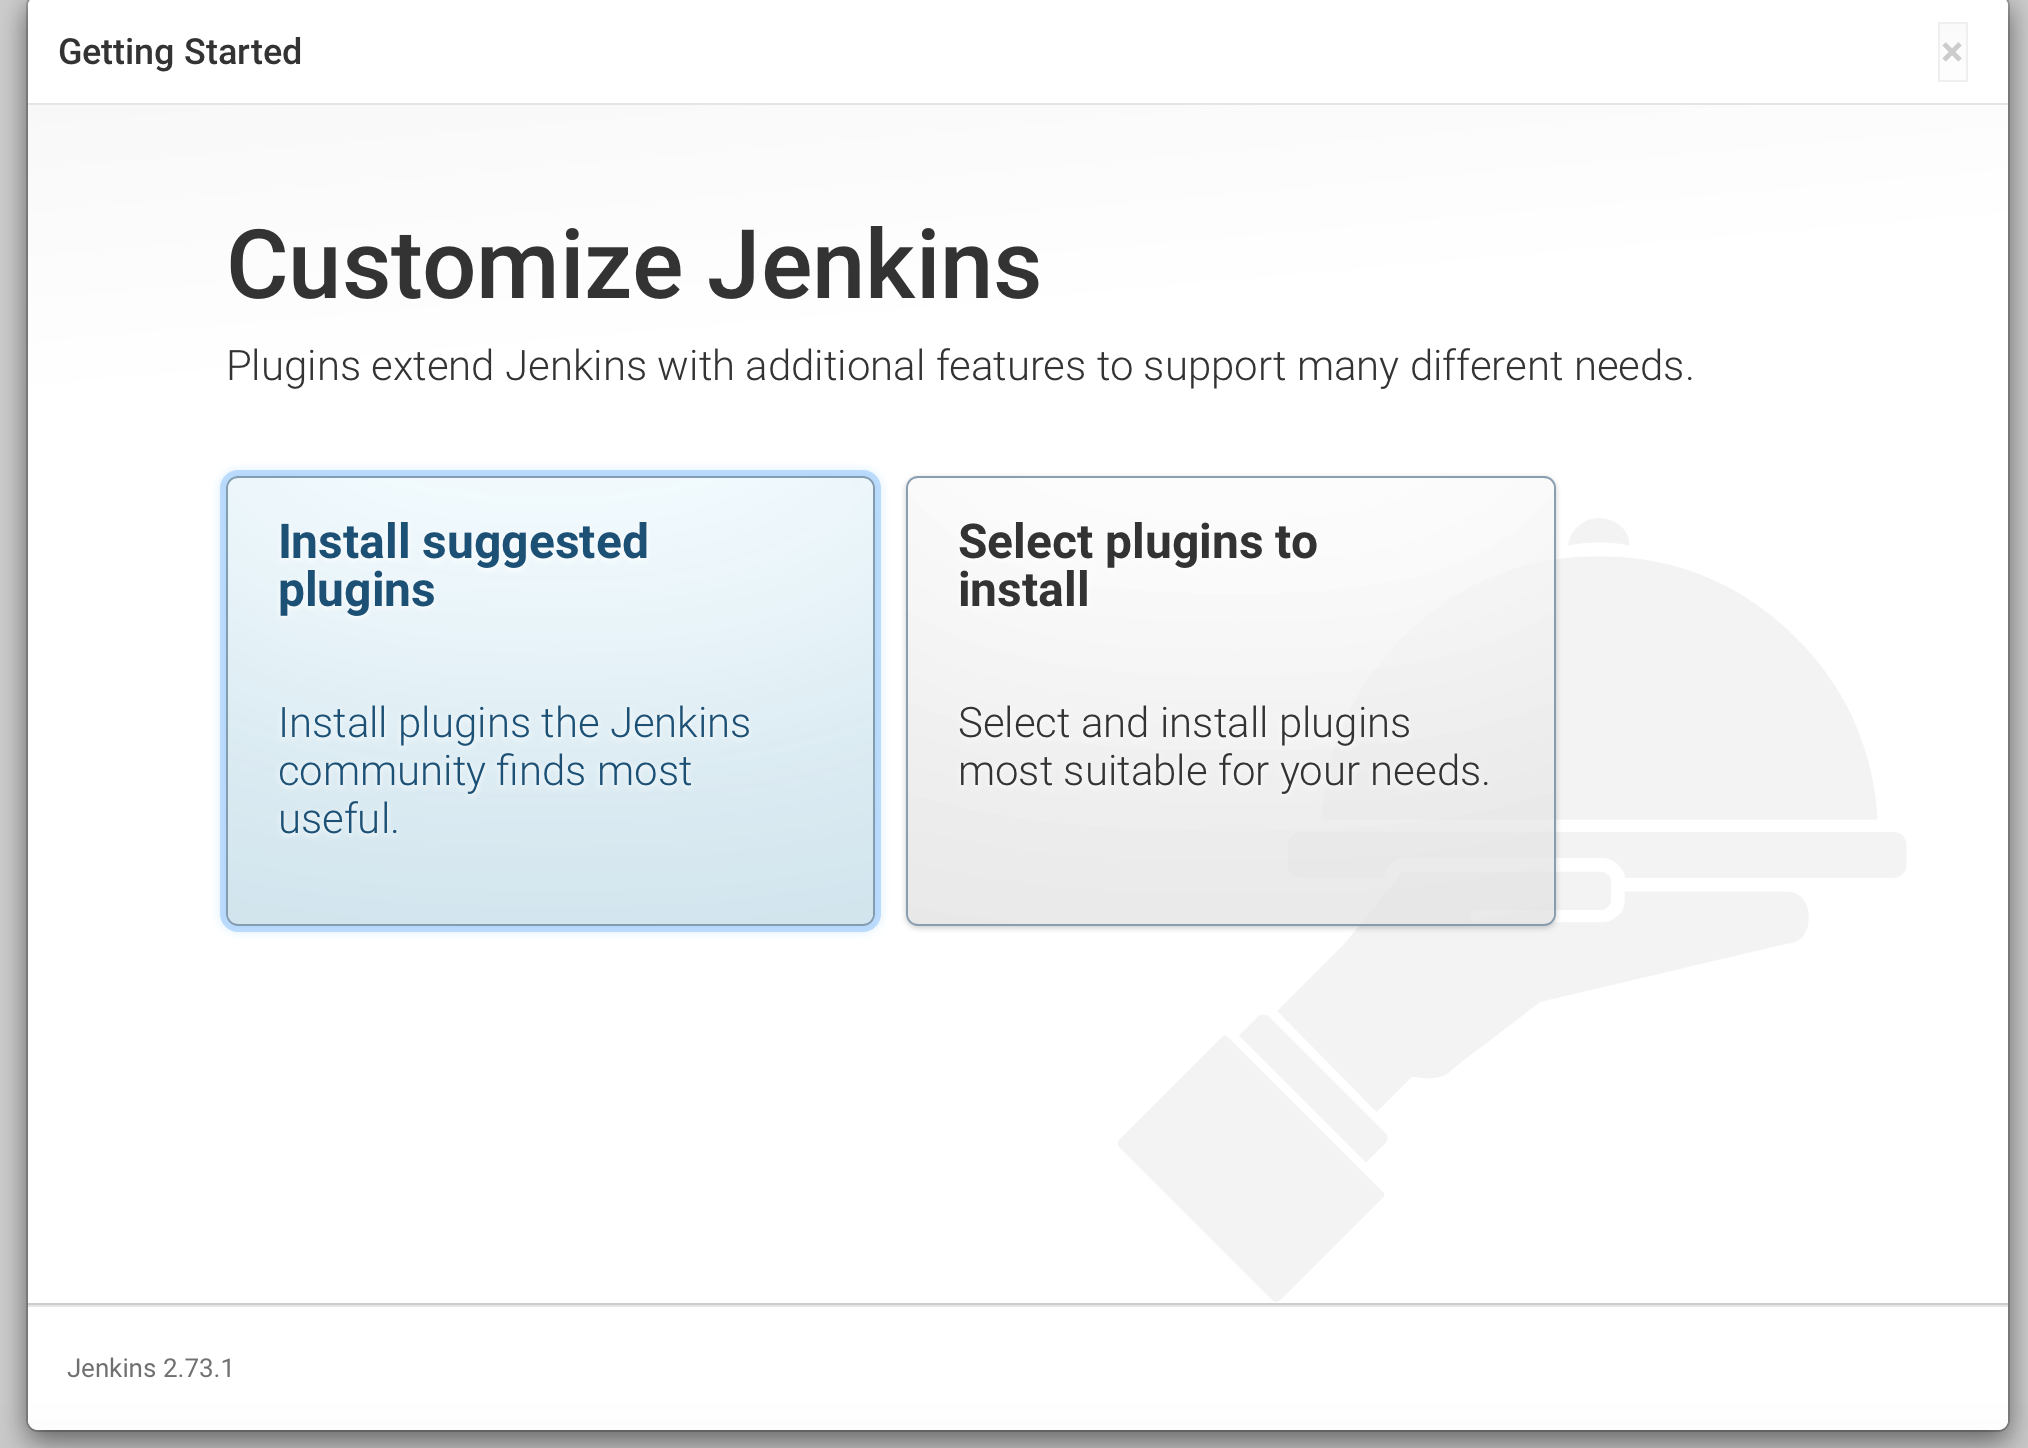 Getting Started
×
Customize Jenkins
Plugins extend Jenkins with additional features to support many different needs.
Install suggested
plugins
Install plugins the Jenkins
community finds most
useful.
Select plugins to
install
Select and install plugins
most suitable for your needs.
Jenkins 2.73.1